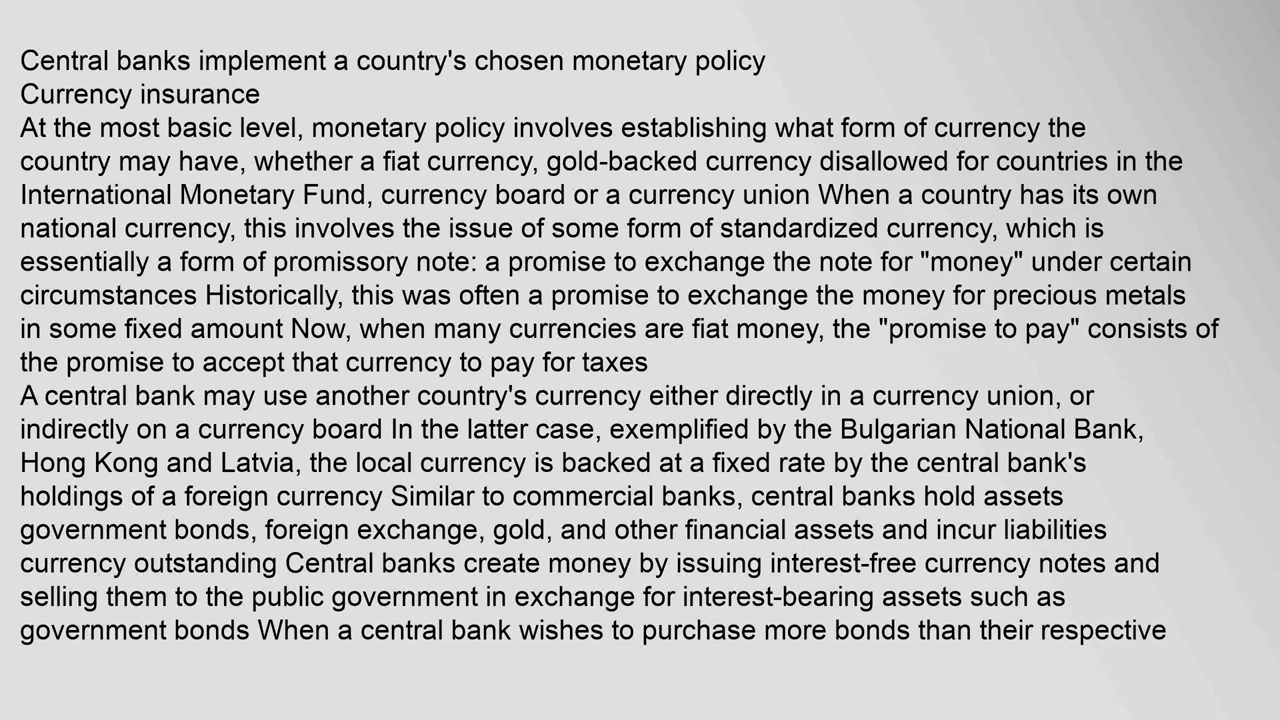 Central banks implement a country's chosen monetary policy
Currency insurance
At the most basic level, monetary policy involves establishing what form of currency the
country may have, whether a fiat currency, gold-backed currency disallowed for countries in the
International Monetary Fund, currency board or a currency union When a country has its own
national currency, this involves the issue of some form of standardized currency, which is
essentially a form of promissory note: a promise to exchange the note for "money" under certain
circumstances Historically, this was often a promise to exchange the money for precious metals
in some fixed amount Now, when many currencies are fiat money, the "promise to pay" consists of
the promise to accept that currency to pay for taxes
A central bank may use another country's currency either directly in a currency union, or
indirectly on a currency board In the latter case, exemplified by the Bulgarian National Bank,
Hong Kong and Latvia, the local currency is backed at a fixed rate by the central bank's
holdings of a foreign currency Similar to commercial banks, central banks hold assets
government bonds, foreign exchange, gold, and other financial assets and incur liabilities
currency outstanding Central banks create money by issuing interest-free currency notes and
selling them to the public government in exchange for interest-bearing assets such as
government bonds When a central bank wishes to purchase more bonds than their respective